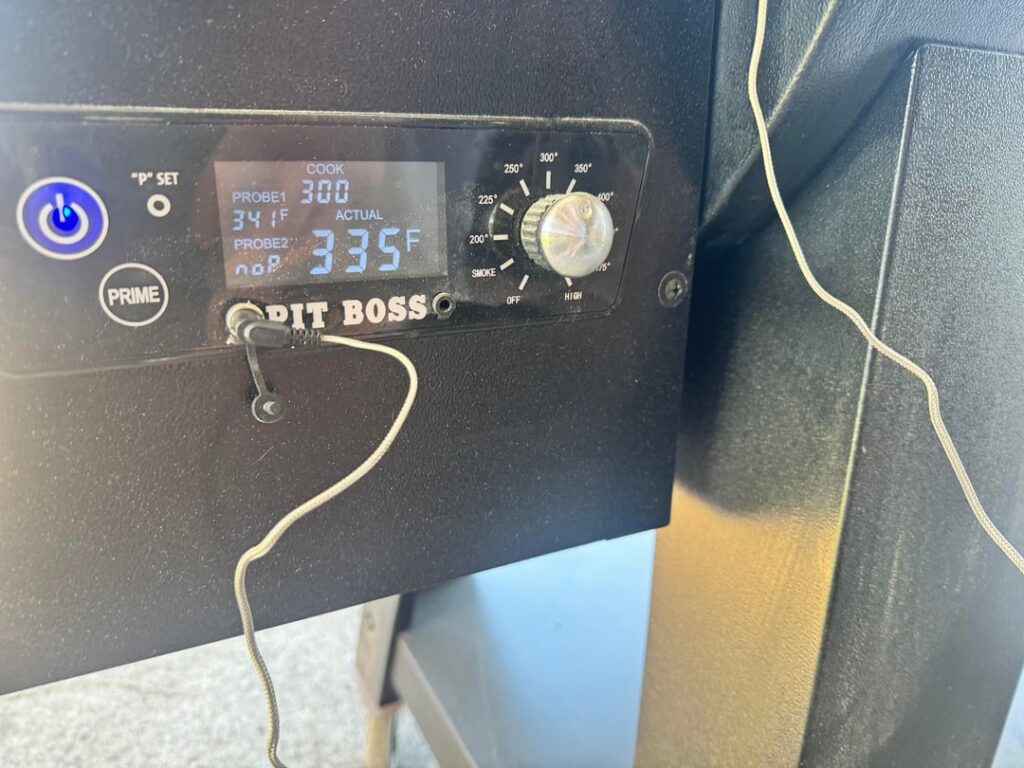 "P" SET
PRIME
COOK
300
PROBE1
341F
ACTUAL
335F
PROBE2
noP
PIT BOSS
OFF
SMOKE
200°
225°
250°
300°
350°
400°
HIGH